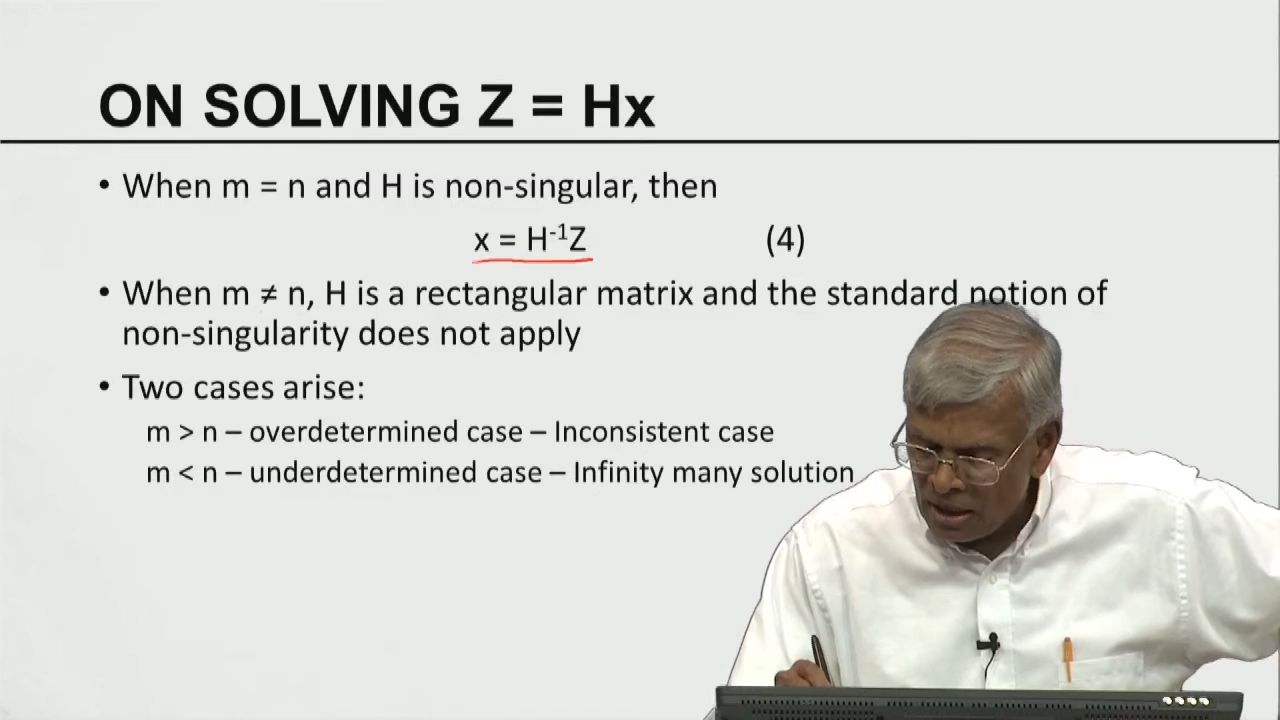 ON SOLVING Z = Hx
• When m = n and H is non-singular, then
x = H⁻¹Z (4)
• When m ≠ n, H is a rectangular matrix and the standard notion of
non-singularity does not apply
• Two cases arise:
m > n – overdetermined case – Inconsistent case
m < n – underdetermined case – Infinity many solution